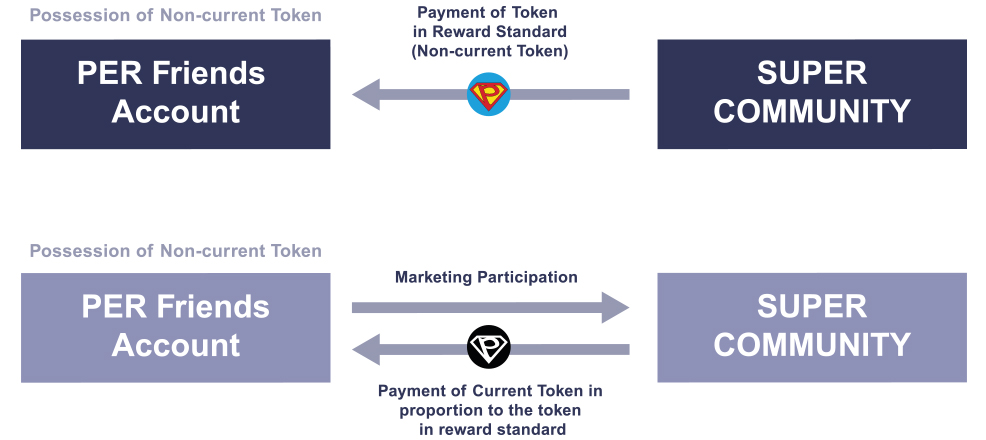 Possession of Non-current Token
Payment of Token
in Reward Standard
(Non-current Token)
PER Friends
Account
P
SUPER
COMMUNITY
Possession of Non-current Token
Marketing Participation
PER Friends
Account
P
SUPER
COMMUNITY
Payment of Current Token in
proportion to the token
in reward standard